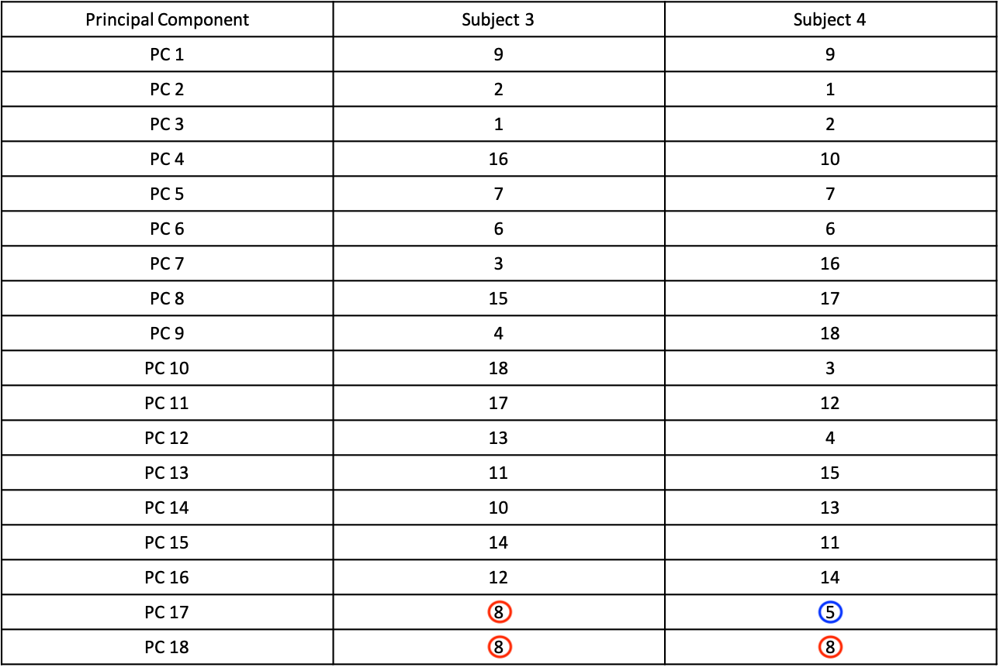 Principal Component Subject 3 Subject 4
PC 1 9 9
PC 2 2 1
PC 3 1 2
PC 4 16 10
PC 5 7 7
PC 6 6 6
PC 7 3 16
PC 8 15 17
PC 9 4 18
PC 10 18 3
PC 11 17 12
PC 12 13 4
PC 13 11 15
PC 14 10 13
PC 15 14 11
PC 16 12 14
PC 17 8 5
PC 18 8 8